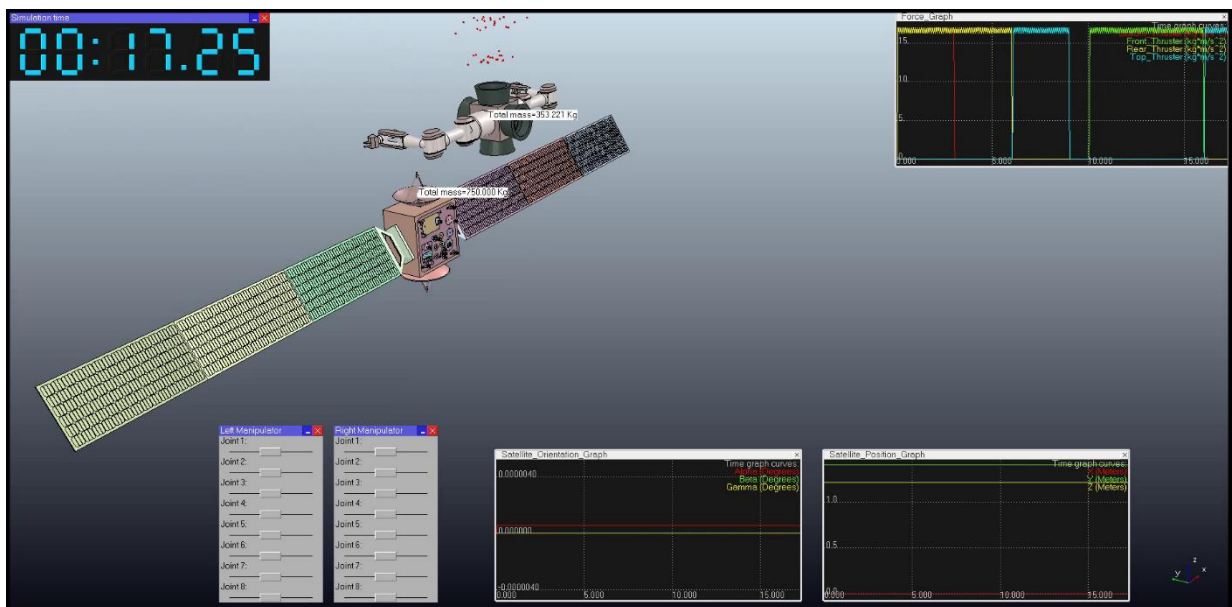 Simulation time
00:17.25
Total mass=353.221 Kg
Total mass=750.000 Kg
Force_Graph
Time graph curves:
Front_Thruster (kg*m/s^2)
Rear_Thruster (kg*m/s^2)
Top_Thruster (kg*m/s^2)
15.
10
5
0
0.000 5.000 10.000 15.000
Left Manipulator
Joint 1:
Joint 2:
Joint 3:
Joint 4:
Joint 5:
Joint 6:
Joint 7:
Joint 8:
Right Manipulator
Joint 1:
Joint 2:
Joint 3:
Joint 4:
Joint 5:
Joint 6:
Joint 7:
Joint 8:
Satellite_Orientation_Graph
Time graph curves:
Alpha (Degrees)
Beta (Degrees)
Gamma (Degrees)
0.0000040
0.000000
-0.0000040
0.000 5.000 10.000 15.000
Satellite_Position_Graph
Time graph curves:
X (Meters)
Y (Meters)
Z (Meters)
1.0
0.5
0.0
0.000 5.000 10.000 15.000
z
y x